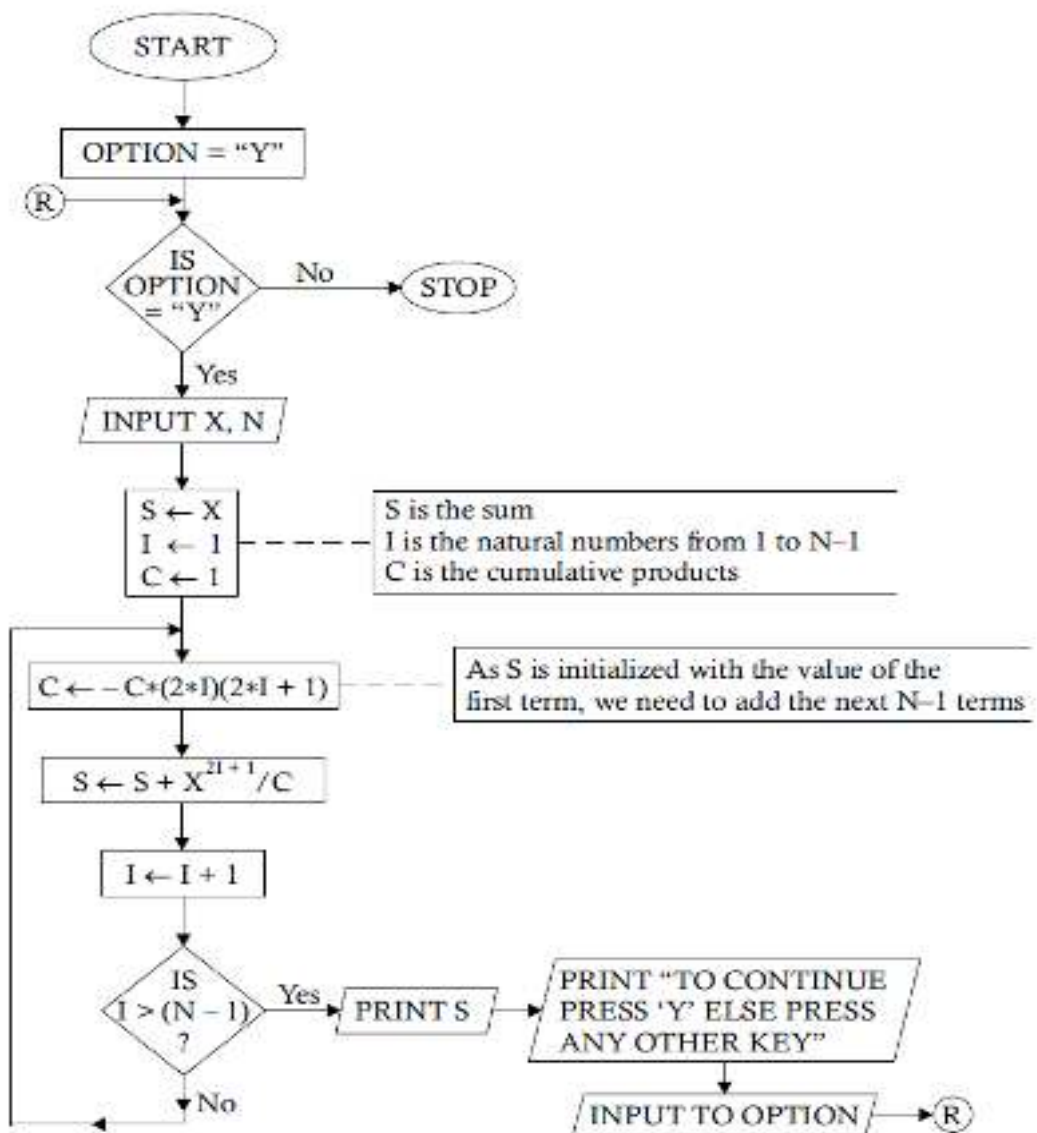 START
OPTION = “Y”
R
IS
OPTION
= “Y”
No
STOP
Yes
INPUT X, N
S ← X
I ← 1
C ← 1
S is the sum
I is the natural numbers from 1 to N–1
C is the cumulative products
C ← – C*(2*I)(2*I + 1)
As S is initialized with the value of the
first term, we need to add the next N–1 terms
S ← S + X^{2I + 1}/C
I ← I + 1
IS
I > (N – 1)
?
Yes
PRINT S
PRINT “TO CONTINUE
PRESS ‘Y’ ELSE PRESS
ANY OTHER KEY”
No
INPUT TO OPTION
R